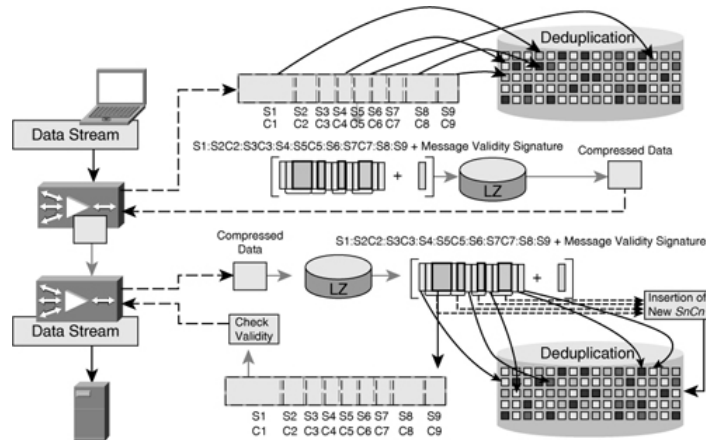 Deduplication
S1 S2 S3 S4 S5 S6 S7 S8 S9
C1 C2 C3 C4 C5 C6 C7 C8 C9
Data Stream
S1:S2C2:S3C3:S4:S5C5:S6:S7C7:S8:S9 + Message Validity Signature
Compressed Data
+
LZ
Compressed
Data
S1:S2C2:S3C3:S4:S5C5:S6:S7C7:S8:S9 + Message Validity Signature
+
LZ
Insertion of
New SnCn
Check
Validity
Data Stream
Deduplication
S1 S2 S3 S4 S5 S6 S7 S8 S9
C1 C2 C3 C4 C5 C6 C7 C8 C9